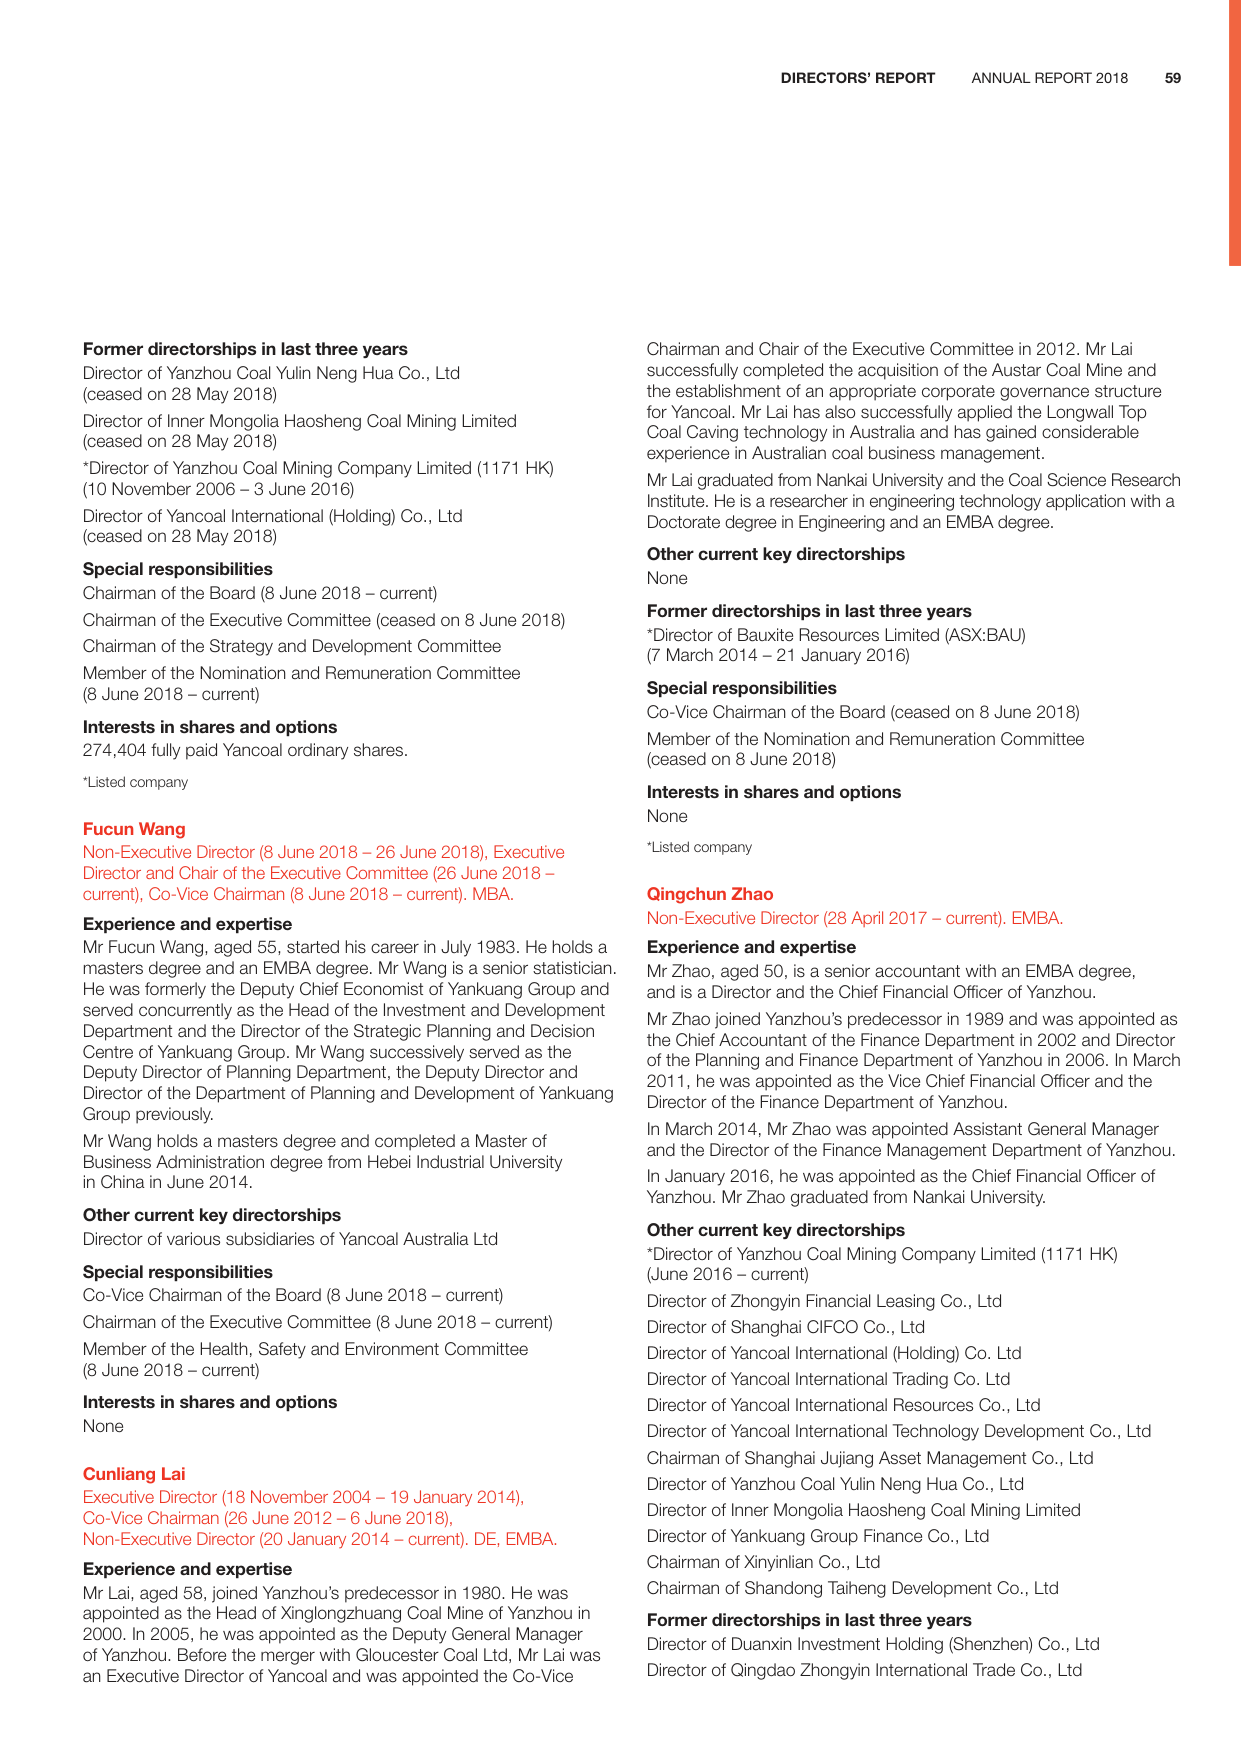 DIRECTORS' REPORT ANNUAL REPORT 2018 59
Former directorships in last three years
Director of Yanzhou Coal Yulin Neng Hua Co., Ltd
(ceased on 28 May 2018)
Director of Inner Mongolia Haosheng Coal Mining Limited
(ceased on 28 May 2018)
*Director of Yanzhou Coal Mining Company Limited (1171 HK)
(10 November 2006 – 3 June 2016)
Director of Yancoal International (Holding) Co., Ltd
(ceased on 28 May 2018)
Special responsibilities
Chairman of the Board (8 June 2018 – current)
Chairman of the Executive Committee (ceased on 8 June 2018)
Chairman of the Strategy and Development Committee
Member of the Nomination and Remuneration Committee
(8 June 2018 – current)
Interests in shares and options
274,404 fully paid Yancoal ordinary shares.
*Listed company
Fucun Wang
Non-Executive Director (8 June 2018 – 26 June 2018), Executive
Director and Chair of the Executive Committee (26 June 2018 –
current), Co-Vice Chairman (8 June 2018 – current). MBA.
Experience and expertise
Mr Fucun Wang, aged 55, started his career in July 1983. He holds a
masters degree and an EMBA degree. Mr Wang is a senior statistician.
He was formerly the Deputy Chief Economist of Yankuang Group and
served concurrently as the Head of the Investment and Development
Department and the Director of the Strategic Planning and Decision
Centre of Yankuang Group. Mr Wang successively served as the
Deputy Director of Planning Department, the Deputy Director and
Director of the Department of Planning and Development of Yankuang
Group previously.
Mr Wang holds a masters degree and completed a Master of
Business Administration degree from Hebei Industrial University
in China in June 2014.
Other current key directorships
Director of various subsidiaries of Yancoal Australia Ltd
Special responsibilities
Co-Vice Chairman of the Board (8 June 2018 – current)
Chairman of the Executive Committee (8 June 2018 – current)
Member of the Health, Safety and Environment Committee
(8 June 2018 – current)
Interests in shares and options
None
Cunliang Lai
Executive Director (18 November 2004 – 19 January 2014),
Co-Vice Chairman (26 June 2012 – 6 June 2018),
Non-Executive Director (20 January 2014 – current). DE, EMBA.
Experience and expertise
Mr Lai, aged 58, joined Yanzhou's predecessor in 1980. He was
appointed as the Head of Xinglongzhuang Coal Mine of Yanzhou in
2000. In 2005, he was appointed as the Deputy General Manager
of Yanzhou. Before the merger with Gloucester Coal Ltd, Mr Lai was
an Executive Director of Yancoal and was appointed the Co-Vice
Chairman and Chair of the Executive Committee in 2012. Mr Lai
successfully completed the acquisition of the Austar Coal Mine and
the establishment of an appropriate corporate governance structure
for Yancoal. Mr Lai has also successfully applied the Longwall Top
Coal Caving technology in Australia and has gained considerable
experience in Australian coal business management.
Mr Lai graduated from Nankai University and the Coal Science Research
Institute. He is a researcher in engineering technology application with a
Doctorate degree in Engineering and an EMBA degree.
Other current key directorships
None
Former directorships in last three years
*Director of Bauxite Resources Limited (ASX:BAU)
(7 March 2014 – 21 January 2016)
Special responsibilities
Co-Vice Chairman of the Board (ceased on 8 June 2018)
Member of the Nomination and Remuneration Committee
(ceased on 8 June 2018)
Interests in shares and options
None
*Listed company
Qingchun Zhao
Non-Executive Director (28 April 2017 – current). EMBA.
Experience and expertise
Mr Zhao, aged 50, is a senior accountant with an EMBA degree,
and is a Director and the Chief Financial Officer of Yanzhou.
Mr Zhao joined Yanzhou's predecessor in 1989 and was appointed as
the Chief Accountant of the Finance Department in 2002 and Director
of the Planning and Finance Department of Yanzhou in 2006. In March
2011, he was appointed as the Vice Chief Financial Officer and the
Director of the Finance Department of Yanzhou.
In March 2014, Mr Zhao was appointed Assistant General Manager
and the Director of the Finance Management Department of Yanzhou.
In January 2016, he was appointed as the Chief Financial Officer of
Yanzhou. Mr Zhao graduated from Nankai University.
Other current key directorships
*Director of Yanzhou Coal Mining Company Limited (1171 HK)
(June 2016 – current)
Director of Zhongyin Financial Leasing Co., Ltd
Director of Shanghai CIFCO Co., Ltd
Director of Yancoal International (Holding) Co. Ltd
Director of Yancoal International Trading Co. Ltd
Director of Yancoal International Resources Co., Ltd
Director of Yancoal International Technology Development Co., Ltd
Chairman of Shanghai Jujiang Asset Management Co., Ltd
Director of Yanzhou Coal Yulin Neng Hua Co., Ltd
Director of Inner Mongolia Haosheng Coal Mining Limited
Director of Yankuang Group Finance Co., Ltd
Chairman of Xinyinlian Co., Ltd
Chairman of Shandong Taiheng Development Co., Ltd
Former directorships in last three years
Director of Duanxin Investment Holding (Shenzhen) Co., Ltd
Director of Qingdao Zhongyin International Trade Co., Ltd